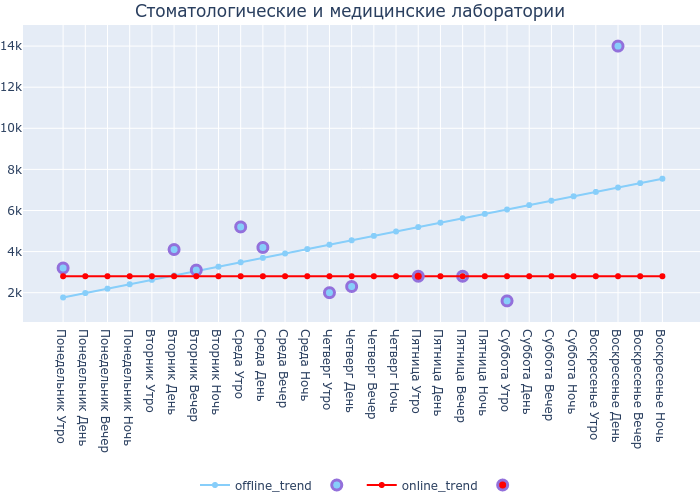 Стоматологические и медицинские лаборатории
14k
12k
10k
8k
6k
4k
2k
Понедельник Утро
Понедельник День
Понедельник Вечер
Понедельник Ночь
Вторник Утро
Вторник День
Вторник Вечер
Вторник Ночь
Среда Утро
Среда День
Среда Вечер
Среда Ночь
Четверг Утро
Четверг День
Четверг Вечер
Четверг Ночь
Пятница Утро
Пятница День
Пятница Вечер
Пятница Ночь
Суббота Утро
Суббота День
Суббота Вечер
Суббота Ночь
Воскресенье Утро
Воскресенье День
Воскресенье Вечер
Воскресенье Ночь
offline_trend
online_trend